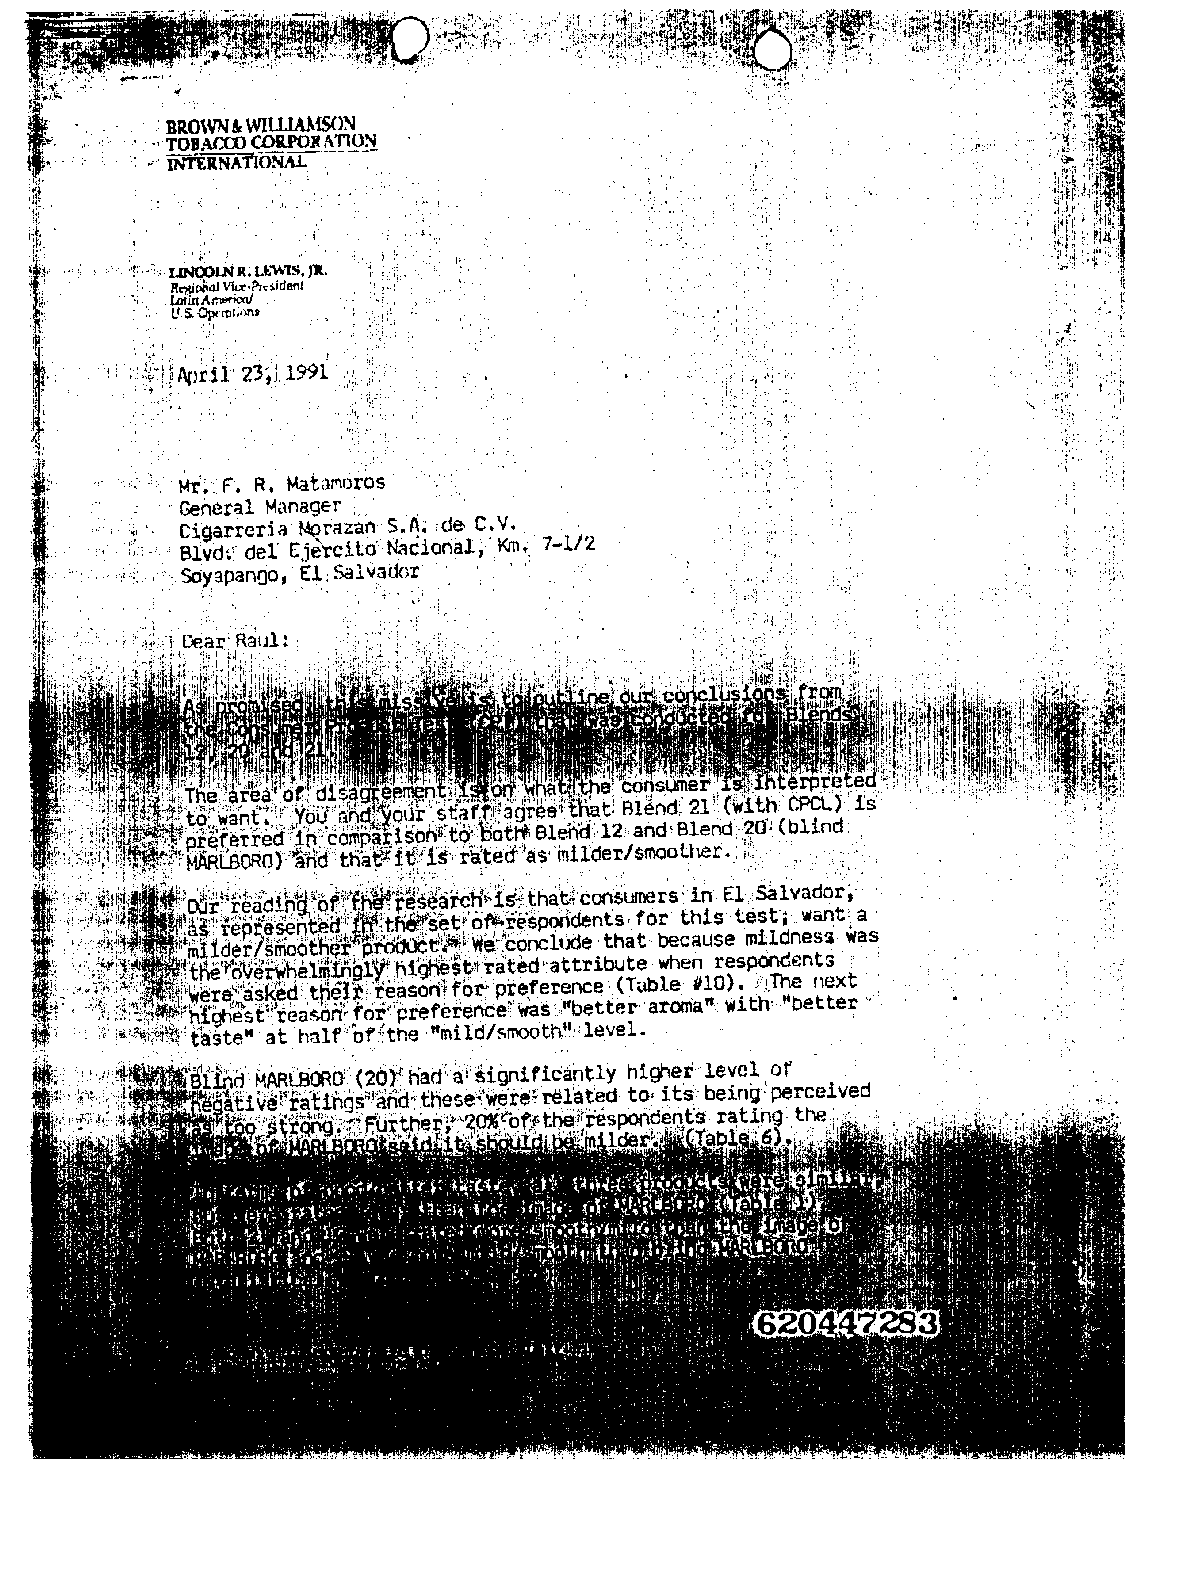 BROWN & WILLIAMSON
TOBACCO CORPORATION
INTERNATIONAL
LINCOLN R. LEWIS, JR.
Regional Vice-President
Latin America/
U.S. Operations
April 23, 1991
Mr. F. R. Matamoros
General Manager
Cigarreria Morazan S.A. de C.V.
Blvd. del Ejercito Nacional, Km. 7-1/2
Soyapango, El Salvador
Dear Raul:
As promised, this missive is to outline our conclusions from
the Consumer that was conducted for Blends
12, 20 and 21.
The area of disagreement is on what the consumer is interpreted
to want. You and your staff agree that Blend 21 (with CPCL) is
preferred in comparison to both Blend 12 and Blend 20 (blind
MARLBORO) and that it is rated as milder/smoother.
Our reading of the research is that consumers in El Salvador,
as represented in the set of respondents for this test, want a
milder/smoother product. We conclude that because mildness was
the overwhelmingly highest rated attribute when respondents
were asked their reason for preference (Table #10). The next
highest reason for preference was "better aroma" with "better
taste" at half of the "mild/smooth" level.
Blind MARLBORO (20) had a significantly higher level of
negative ratings and these were related to its being perceived
as too strong. Further, 20% of the respondents rating the
of MARLBORO said it should be milder. (Table 6).
three products were similar
image of MARLBORO (Table 1)
smooth/mild than the image of
MARLBORO blind MARLBORO
620447283